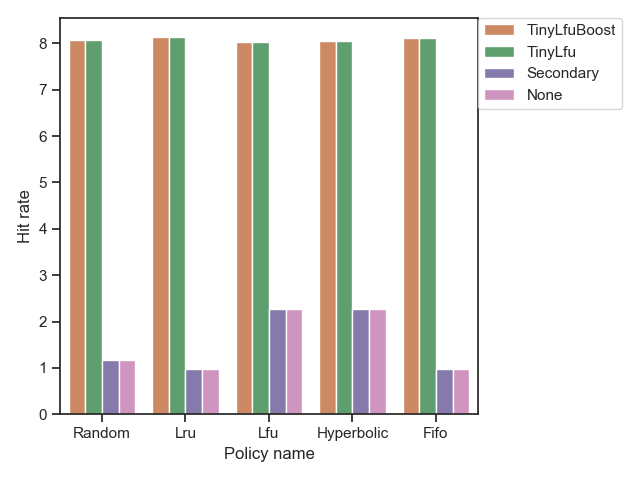 TinyLfuBoost
TinyLfu
Secondary
None
Hit rate
8
7
6
5
4
3
2
1
0
Random Lru Lfu Hyperbolic Fifo
Policy name